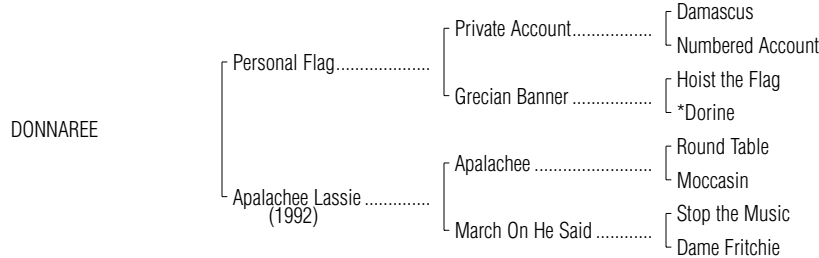 Damascus
Private Account..................
Numbered Account
Personal Flag....................
Hoist the Flag
Grecian Banner ..................
*Dorine
DONNAREE
Round Table
Apalachee ..........................
Moccasin
Apalachee Lassie ..............
(1992)
Stop the Music
March On He Said ............
Dame Fritchie